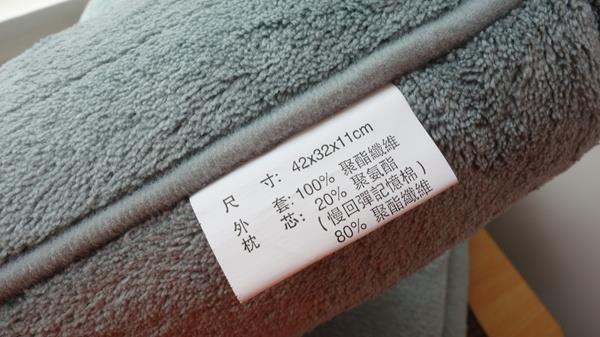 尺　寸: 42x32x11cm
外　套: 100% 聚酯纖維
枕　芯: 20% 聚氨酯
(慢回彈記憶棉)
80% 聚酯纖維